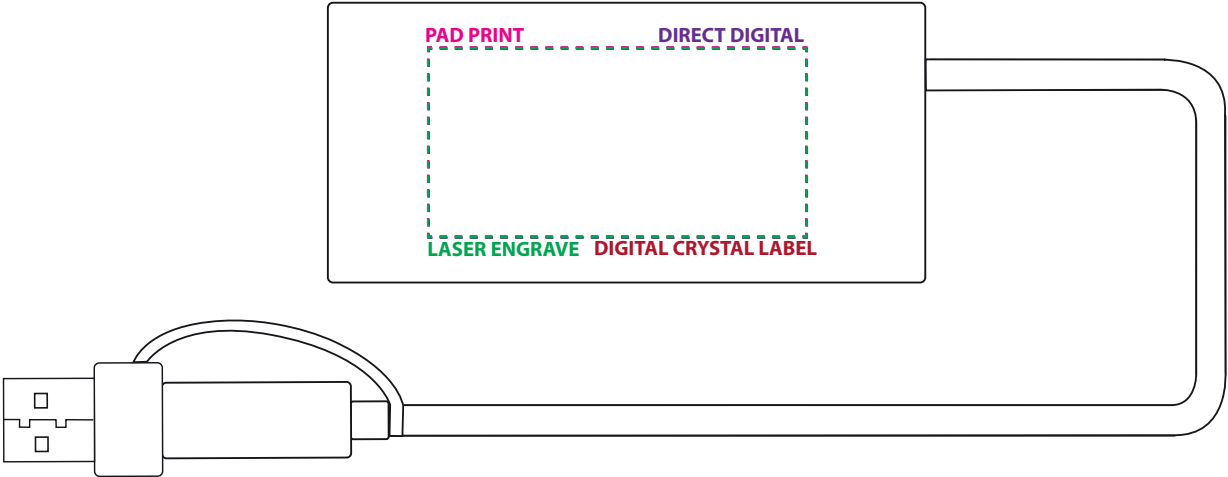 PAD PRINT DIRECT DIGITAL
LASER ENGRAVE DIGITAL CRYSTAL LABEL